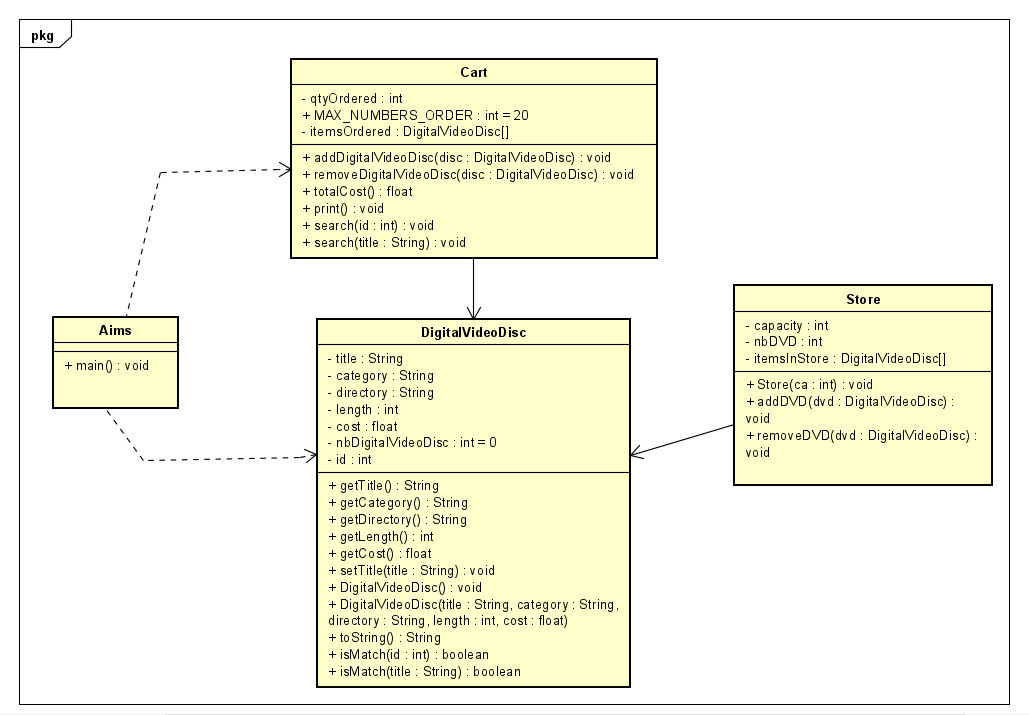 pkg
Cart
- qtyOrdered : int
+ MAX_NUMBERS_ORDER : int = 20
- itemsOrdered : DigitalVideoDisc[]
+ addDigitalVideoDisc(disc : DigitalVideoDisc) : void
+ removeDigitalVideoDisc(disc : DigitalVideoDisc) : void
+ totalCost() : float
+ print() : void
+ search(id : int) : void
+ search(title : String) : void
Aims
+ main() : void
DigitalVideoDisc
- title : String
- category : String
- directory : String
- length : int
- cost : float
- nbDigitalVideoDisc : int = 0
- id : int
+ getTitle() : String
+ getCategory() : String
+ getDirectory() : String
+ getLength() : int
+ getCost() : float
+ setTitle(title : String) : void
+ DigitalVideoDisc() : void
+ DigitalVideoDisc(title : String, category : String,
directory : String, length : int, cost : float)
+ toString() : String
+ isMatch(id : int) : boolean
+ isMatch(title : String) : boolean
Store
- capacity : int
- nbDVD : int
- itemsInStore : DigitalVideoDisc[]
+ Store(ca : int) : void
+ addDVD(dvd : DigitalVideoDisc) :
void
+ removeDVD(dvd : DigitalVideoDisc) :
void